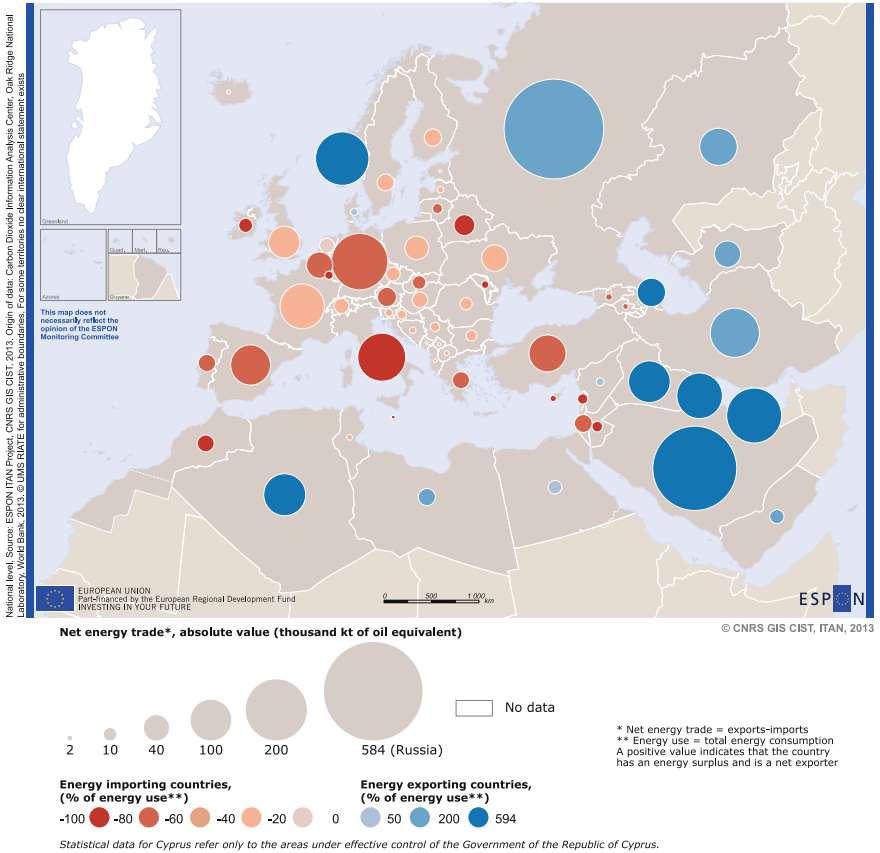 National level, Source: ESPON ITAN Project, CNRS GIS CIST, 2013. Origin of data: Carbon Dioxide Information Analysis Center, Oak Ridge National
Laboratory, World Bank, 2013. © UMS RIATE for administrative boundaries. For some territories no clear international statement exists
Greenland
Azores
Guad.
Mart.
Reu.
Guyane
This map does not
necessarily reflect the
opinion of the ESPON
Monitoring Committee
EUROPEAN UNION
Part-financed by the European Regional Development Fund
INVESTING IN YOUR FUTURE
0 500 1 000 km
ESPON
© CNRS GIS CIST, ITAN, 2013
Net energy trade*, absolute value (thousand kt of oil equivalent)
2 10 40 100 200 584 (Russia)
No data
* Net energy trade = exports-imports
** Energy use = total energy consumption
A positive value indicates that the country
has an energy surplus and is a net exporter
Energy importing countries,
(% of energy use**)
-100 -80 -60 -40 -20 0
Energy exporting countries,
(% of energy use**)
50 200 594
Statistical data for Cyprus refer only to the areas under effective control of the Government of the Republic of Cyprus.